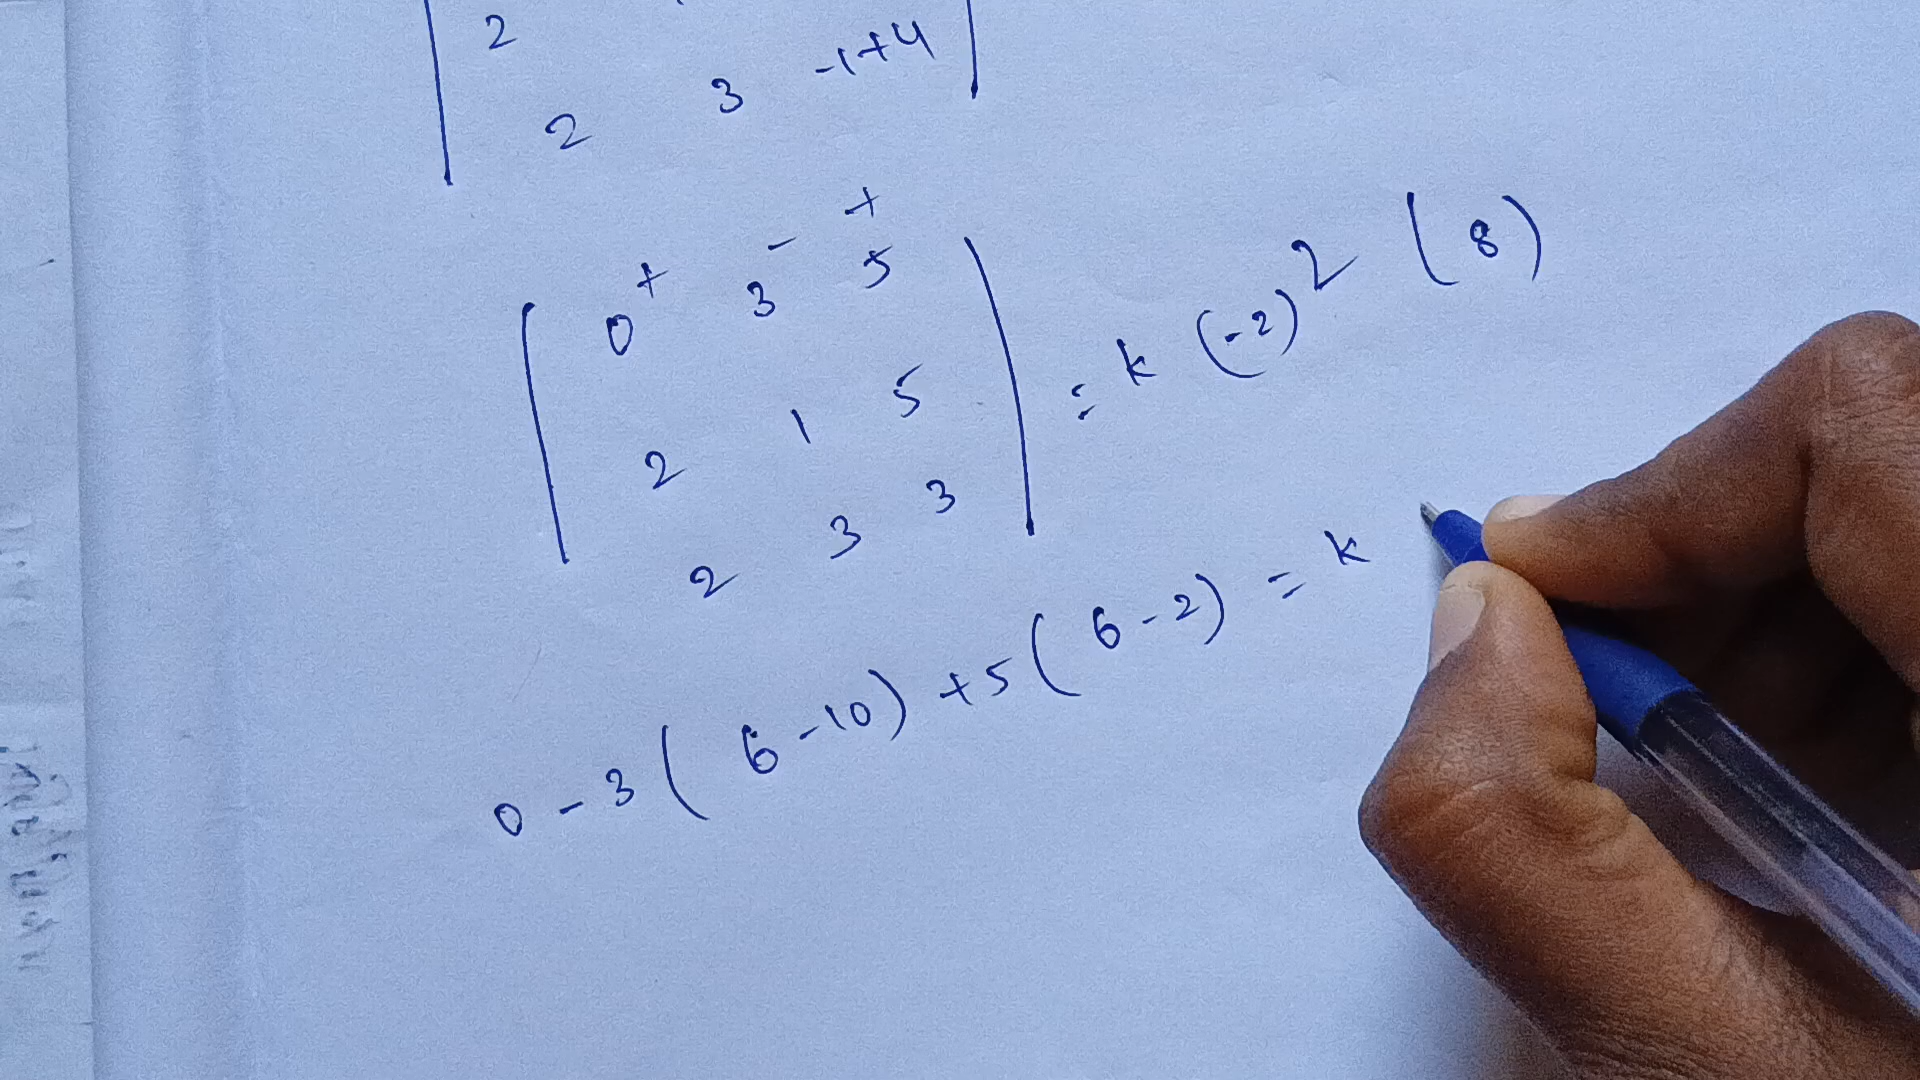 2
2 3 -1+4
+ - +
0 3 5
2 1 5
2 3 3
= k (-2)² (8)
0 - 3 ( 6 - 10) + 5 ( 6 - 2) = k